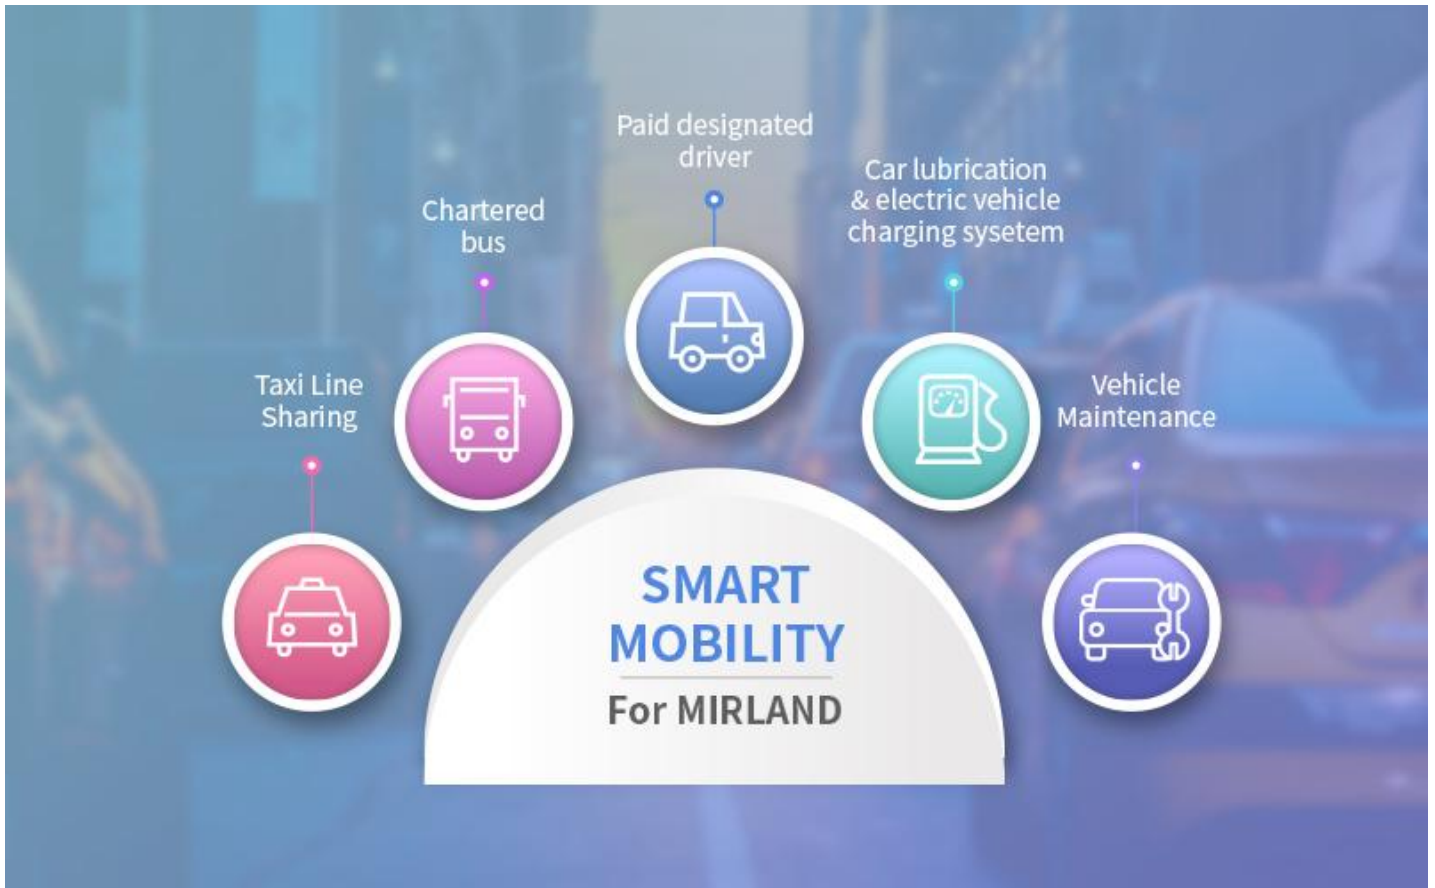 Paid designated
driver
Car lubrication
& electric vehicle
charging sysetem
Chartered
bus
Taxi Line
Sharing
Vehicle
Maintenance
SMART
MOBILITY
For MIRLAND